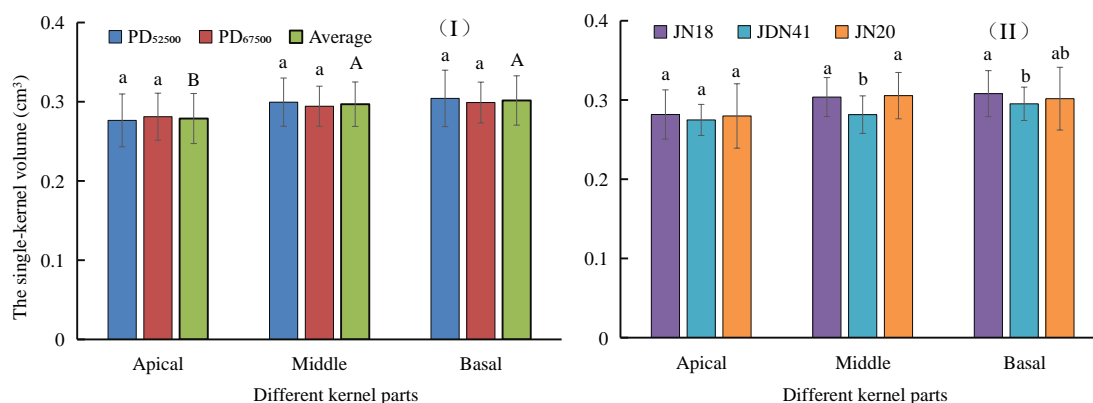 The single-kernel volume (cm³)
0.4
0.3
0.2
0.1
0
PD₅₂₅₀₀ PD₆₇₅₀₀ Average
(I)
a a B
a a A
a a A
Apical Middle Basal
Different kernel parts
0.4
0.3
0.2
0.1
0
JN18 JDN41 JN20
(II)
a a a
a b a
a b ab
Apical Middle Basal
Different kernel parts